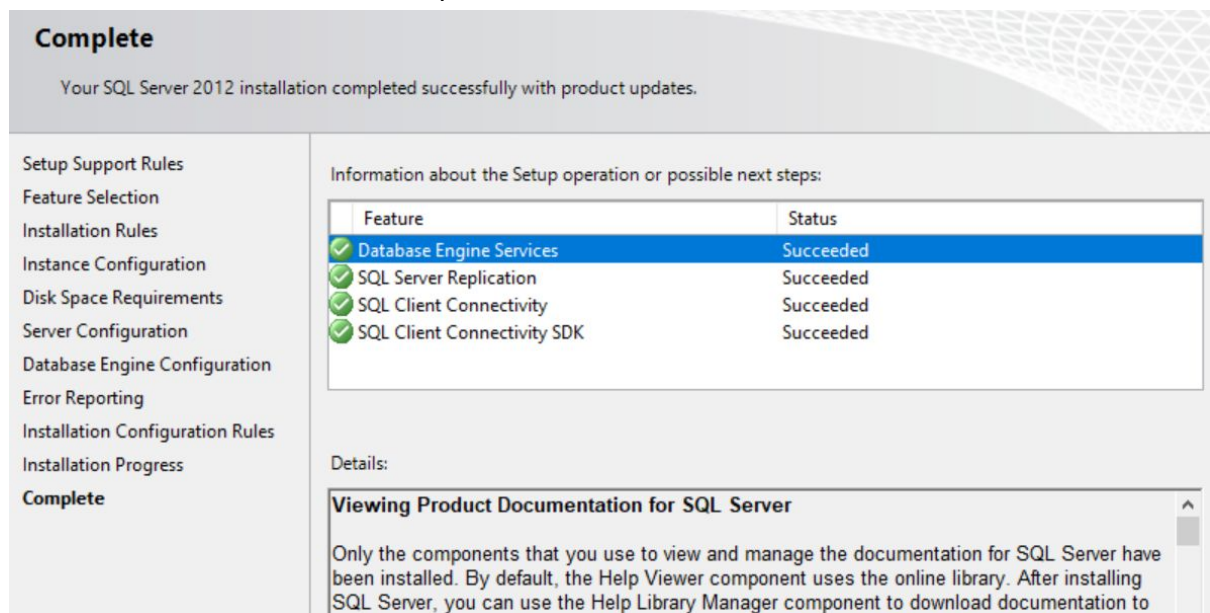 Complete
Your SQL Server 2012 installation completed successfully with product updates.
Setup Support Rules
Feature Selection
Installation Rules
Instance Configuration
Disk Space Requirements
Server Configuration
Database Engine Configuration
Error Reporting
Installation Configuration Rules
Installation Progress
Complete
Information about the Setup operation or possible next steps:
Feature Status
Database Engine Services Succeeded
SQL Server Replication Succeeded
SQL Client Connectivity Succeeded
SQL Client Connectivity SDK Succeeded
Details:
Viewing Product Documentation for SQL Server
Only the components that you use to view and manage the documentation for SQL Server have
been installed. By default, the Help Viewer component uses the online library. After installing
SQL Server, you can use the Help Library Manager component to download documentation to